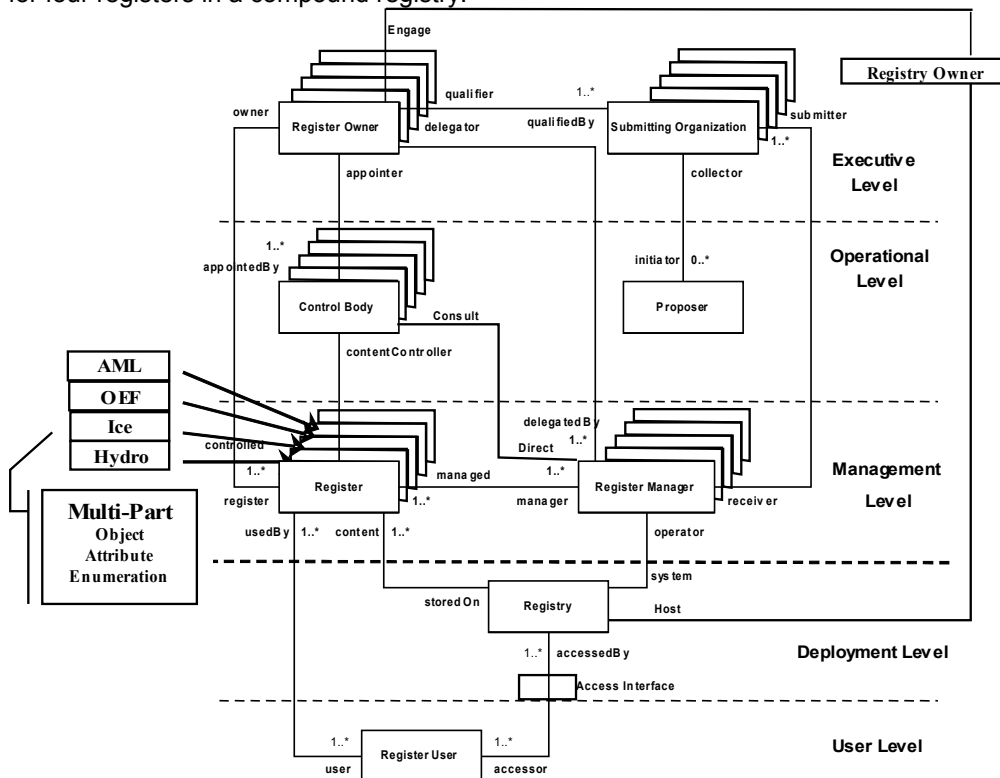 for four registers in a compound registry.
Engage
Registry Owner
qualifier
1..*
owner
submitter
Register Owner
delegator
qualifiedBy
Submitting Organization
1..*
appointer
collector
Executive
Level
1..*
appointedBy
initiator
0..*
Operational
Level
Control Body
Proposer
Consult
contentController
AML
OEF
Ice
Hydro
controlled
delegatedBy
1..*
Direct
1..*
managed
1..*
Management
Level
Register
Register Manager
register
1..*
manager
receiver
Multi-Part
Object
Attribute
Enumeration
usedBy
1..*
content
1..*
operator
system
storedOn
Registry
Host
1..*
accessedBy
Deployment Level
Access Interface
1..*
Register User
1..*
User Level
user
accessor